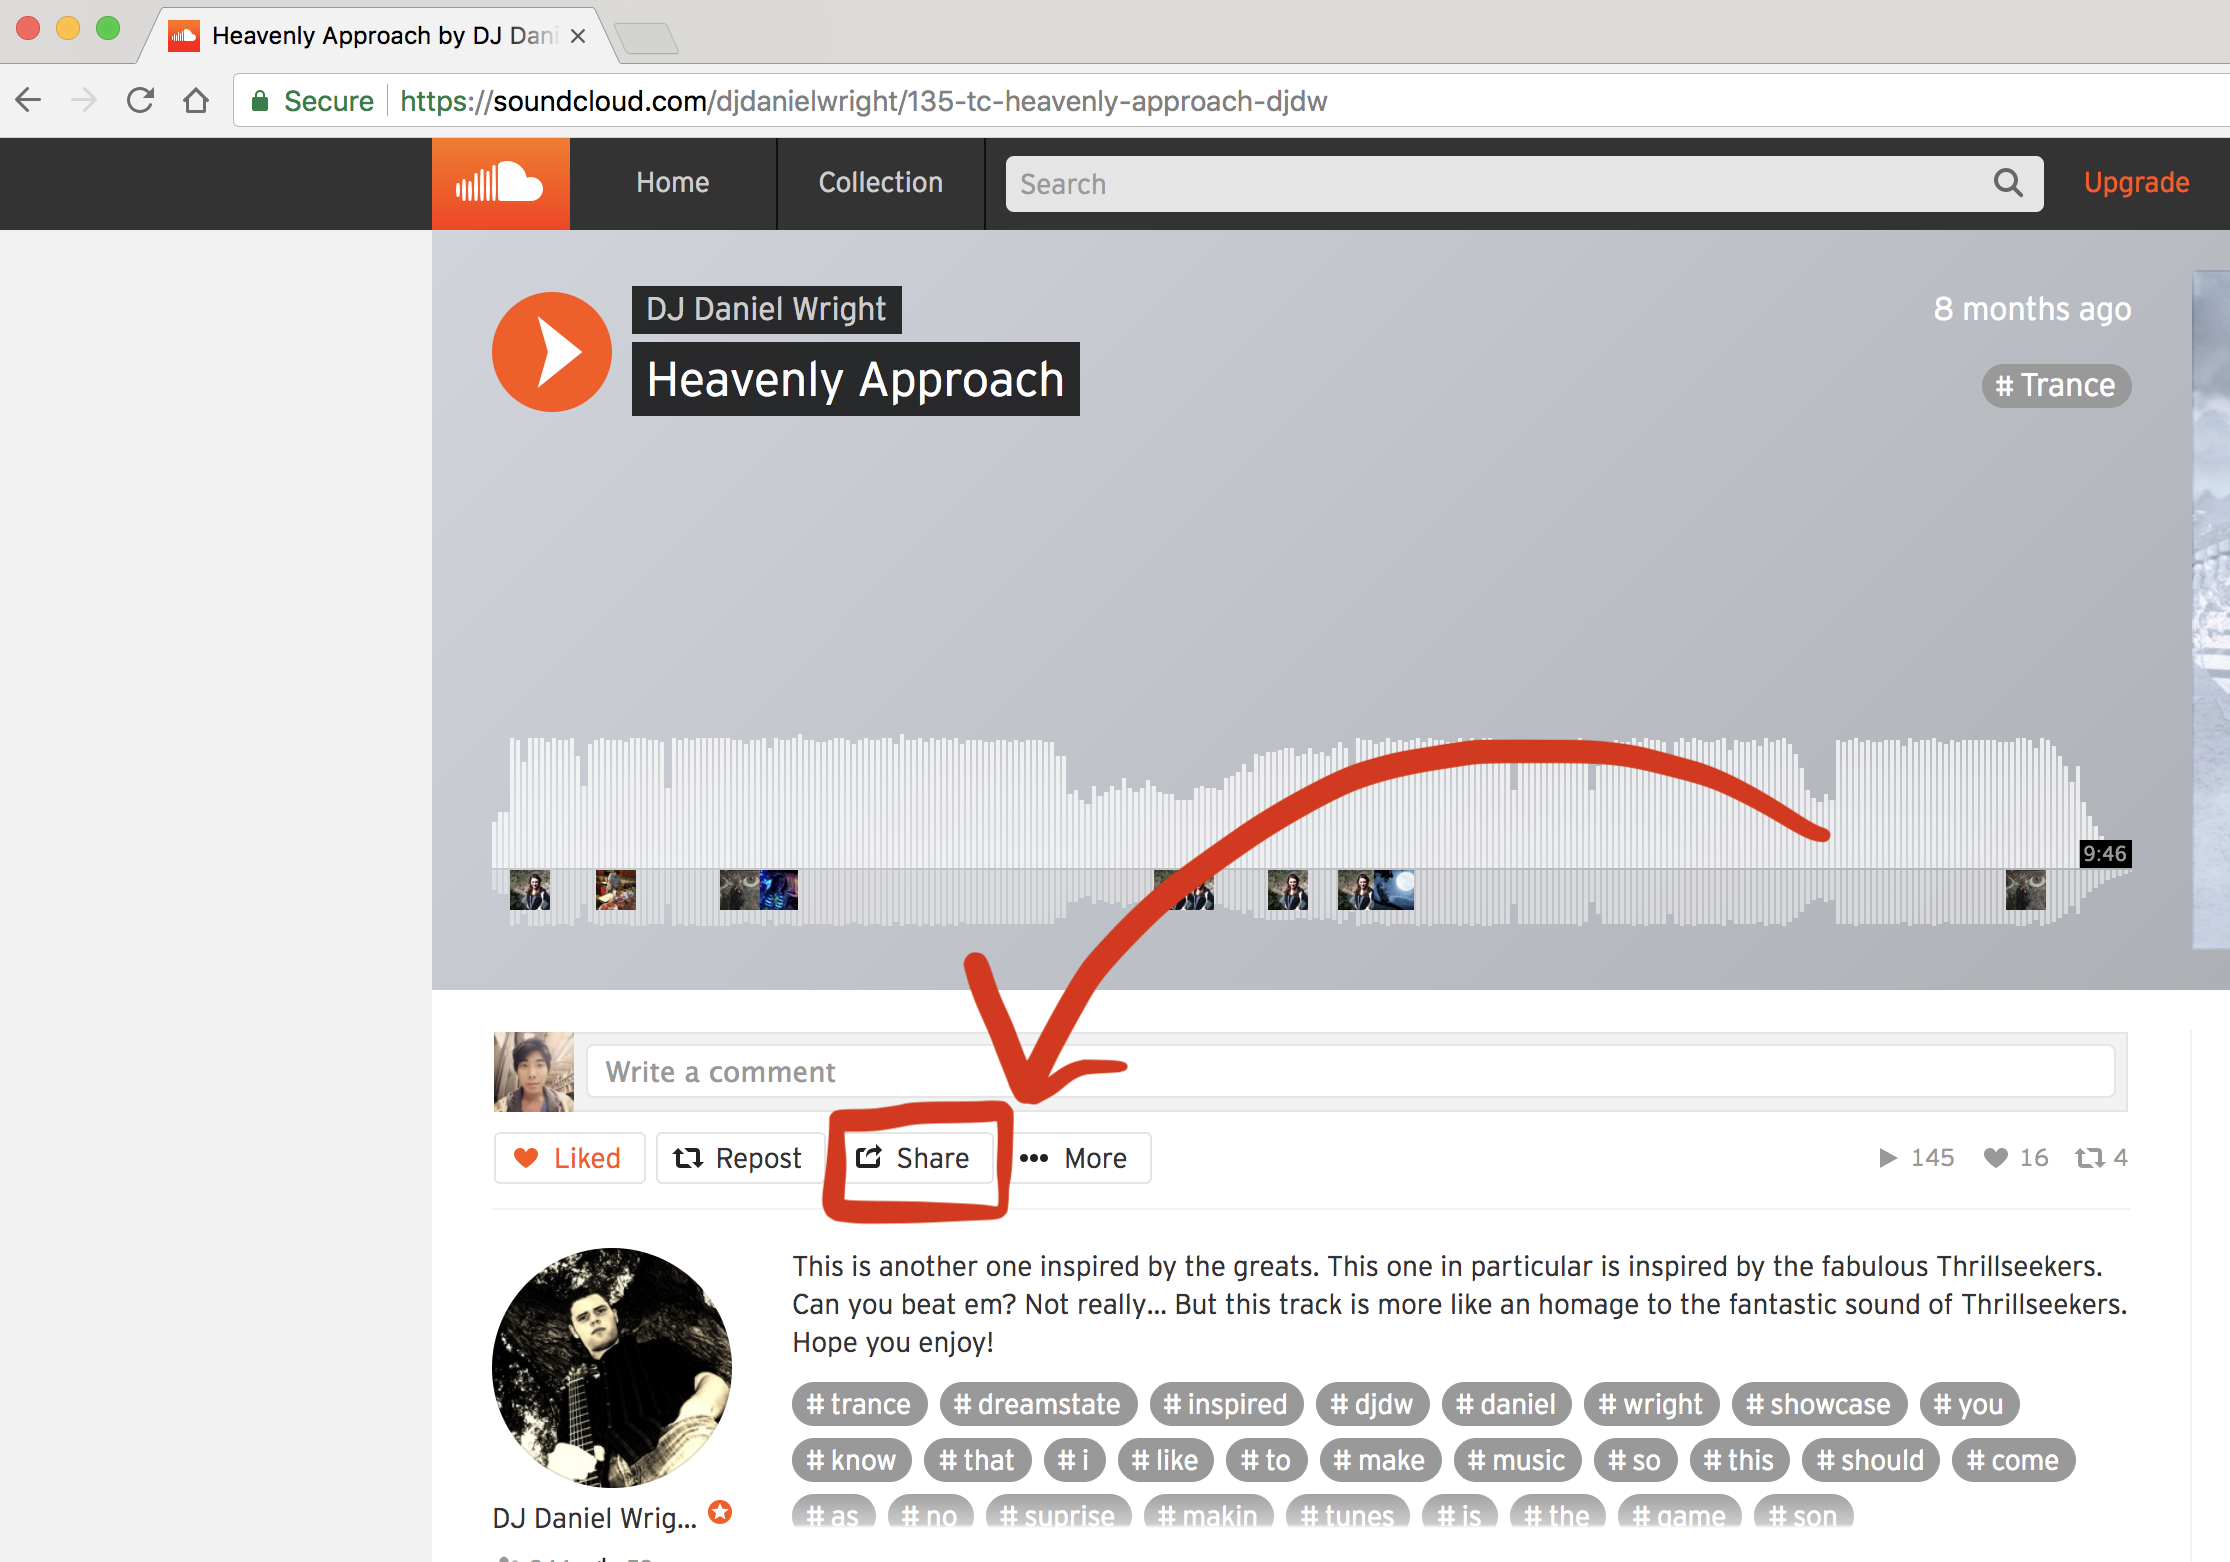 Heavenly Approach by DJ Dani
Secure https://soundcloud.com/djdanielwright/135-tc-heavenly-approach-djdw
Home Collection Search Upgrade
DJ Daniel Wright 8 months ago
Heavenly Approach # Trance
9:46
Write a comment
Liked Repost Share More 145 16 4
This is another one inspired by the greats. This one in particular is inspired by the fabulous Thrillseekers.
Can you beat em? Not really... But this track is more like an homage to the fantastic sound of Thrillseekers.
Hope you enjoy!
# trance # dreamstate # inspired # djdw # daniel # wright # showcase # you
# know # that # i # like # to # make # music # so # this # should # come
# as # no # suprise # makin # tunes # is # the # game # son
DJ Daniel Wrig...